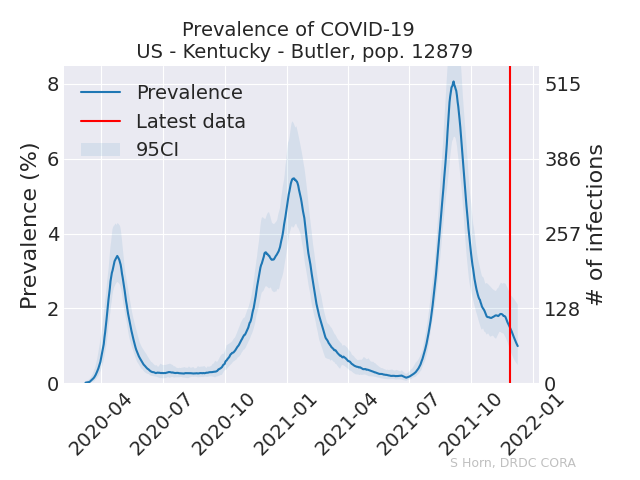 Prevalence of COVID-19
US - Kentucky - Butler, pop. 12879
Prevalence
Latest data
95CI
Prevalence (%)
8
6
4
2
0
515
386
257
128
0
# of infections
2020-04
2020-07
2020-10
2021-01
2021-04
2021-07
2021-10
2022-01
S Horn, DRDC CORA